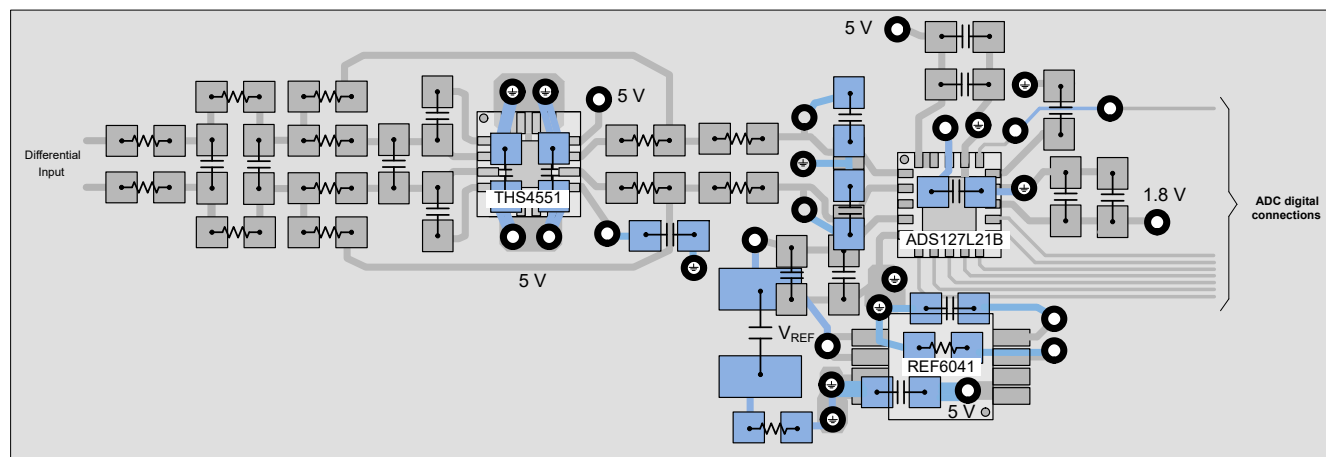 5 V
5 V
Differential
Input
THS4551
1.8 V
ADC digital
connections
ADS127L21B
5 V
VREF
REF6041
5 V